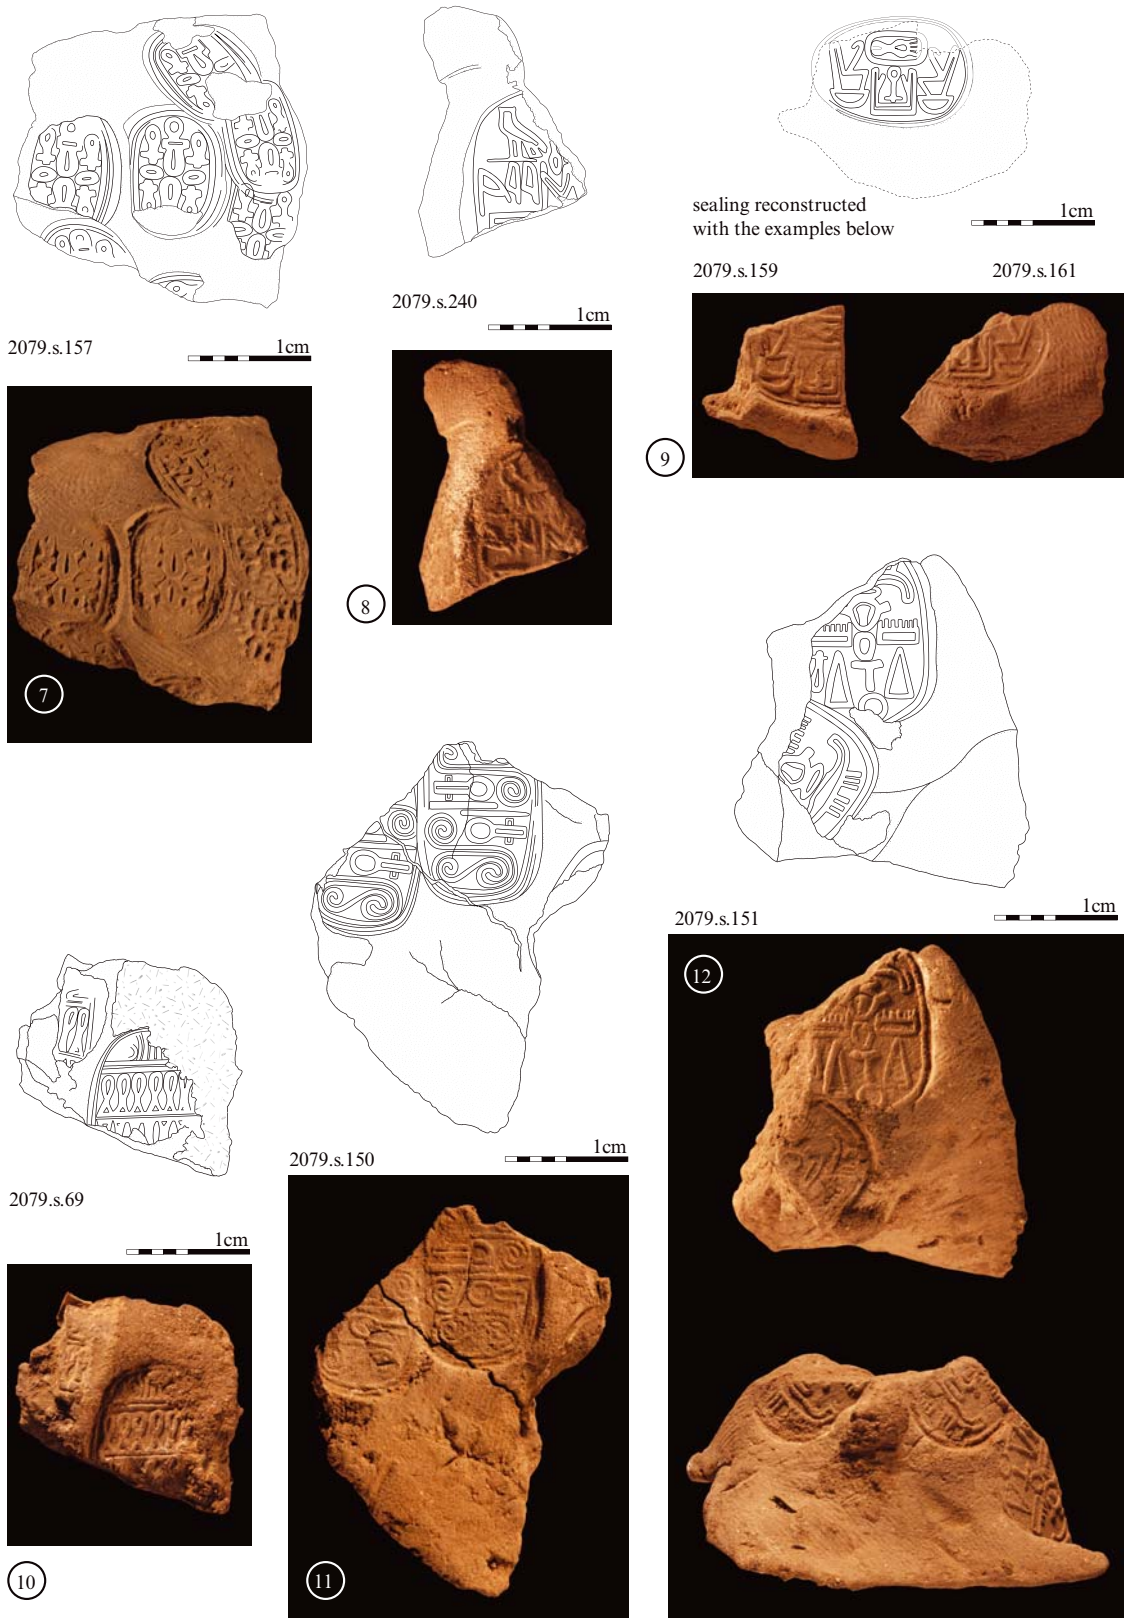 sealing reconstructed
with the examples below
1cm
2079.s.159
2079.s.161
9
2079.s.240
1cm
8
2079.s.157
1cm
7
2079.s.151
1cm
12
2079.s.150
1cm
11
2079.s.69
1cm
10